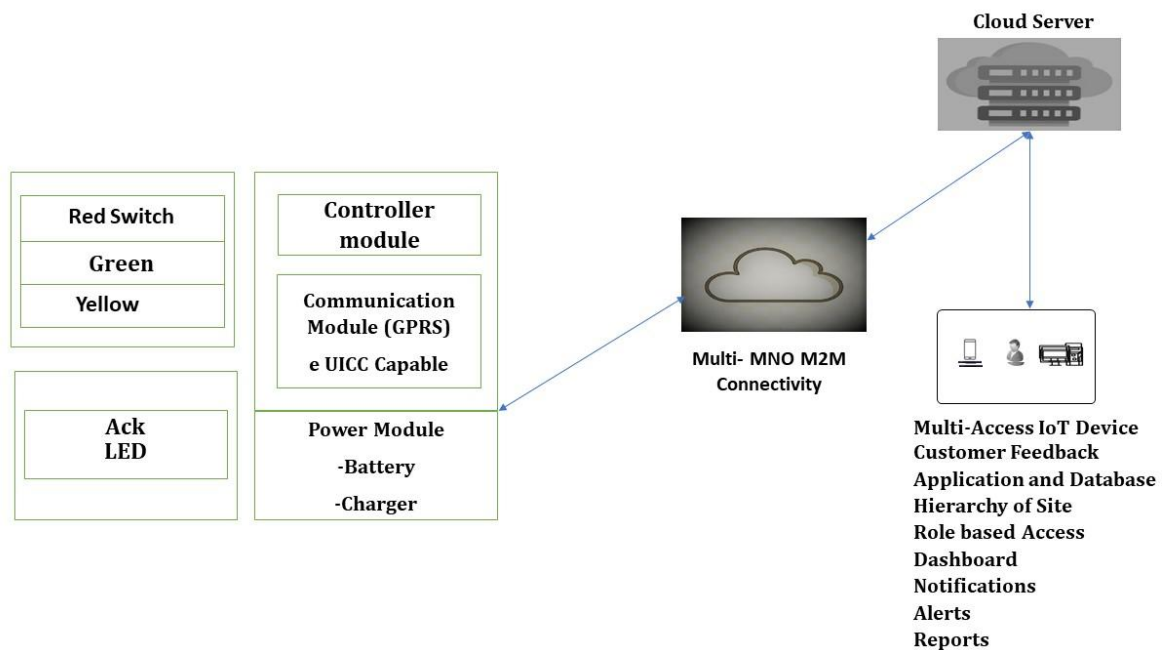 Cloud Server
Red Switch
Green
Yellow
Ack
LED
Controller
module
Communication
Module (GPRS)
e UICC Capable
Power Module
-Battery
-Charger
Multi- MNO M2M
Connectivity
Multi-Access IoT Device
Customer Feedback
Application and Database
Hierarchy of Site
Role based Access
Dashboard
Notifications
Alerts
Reports